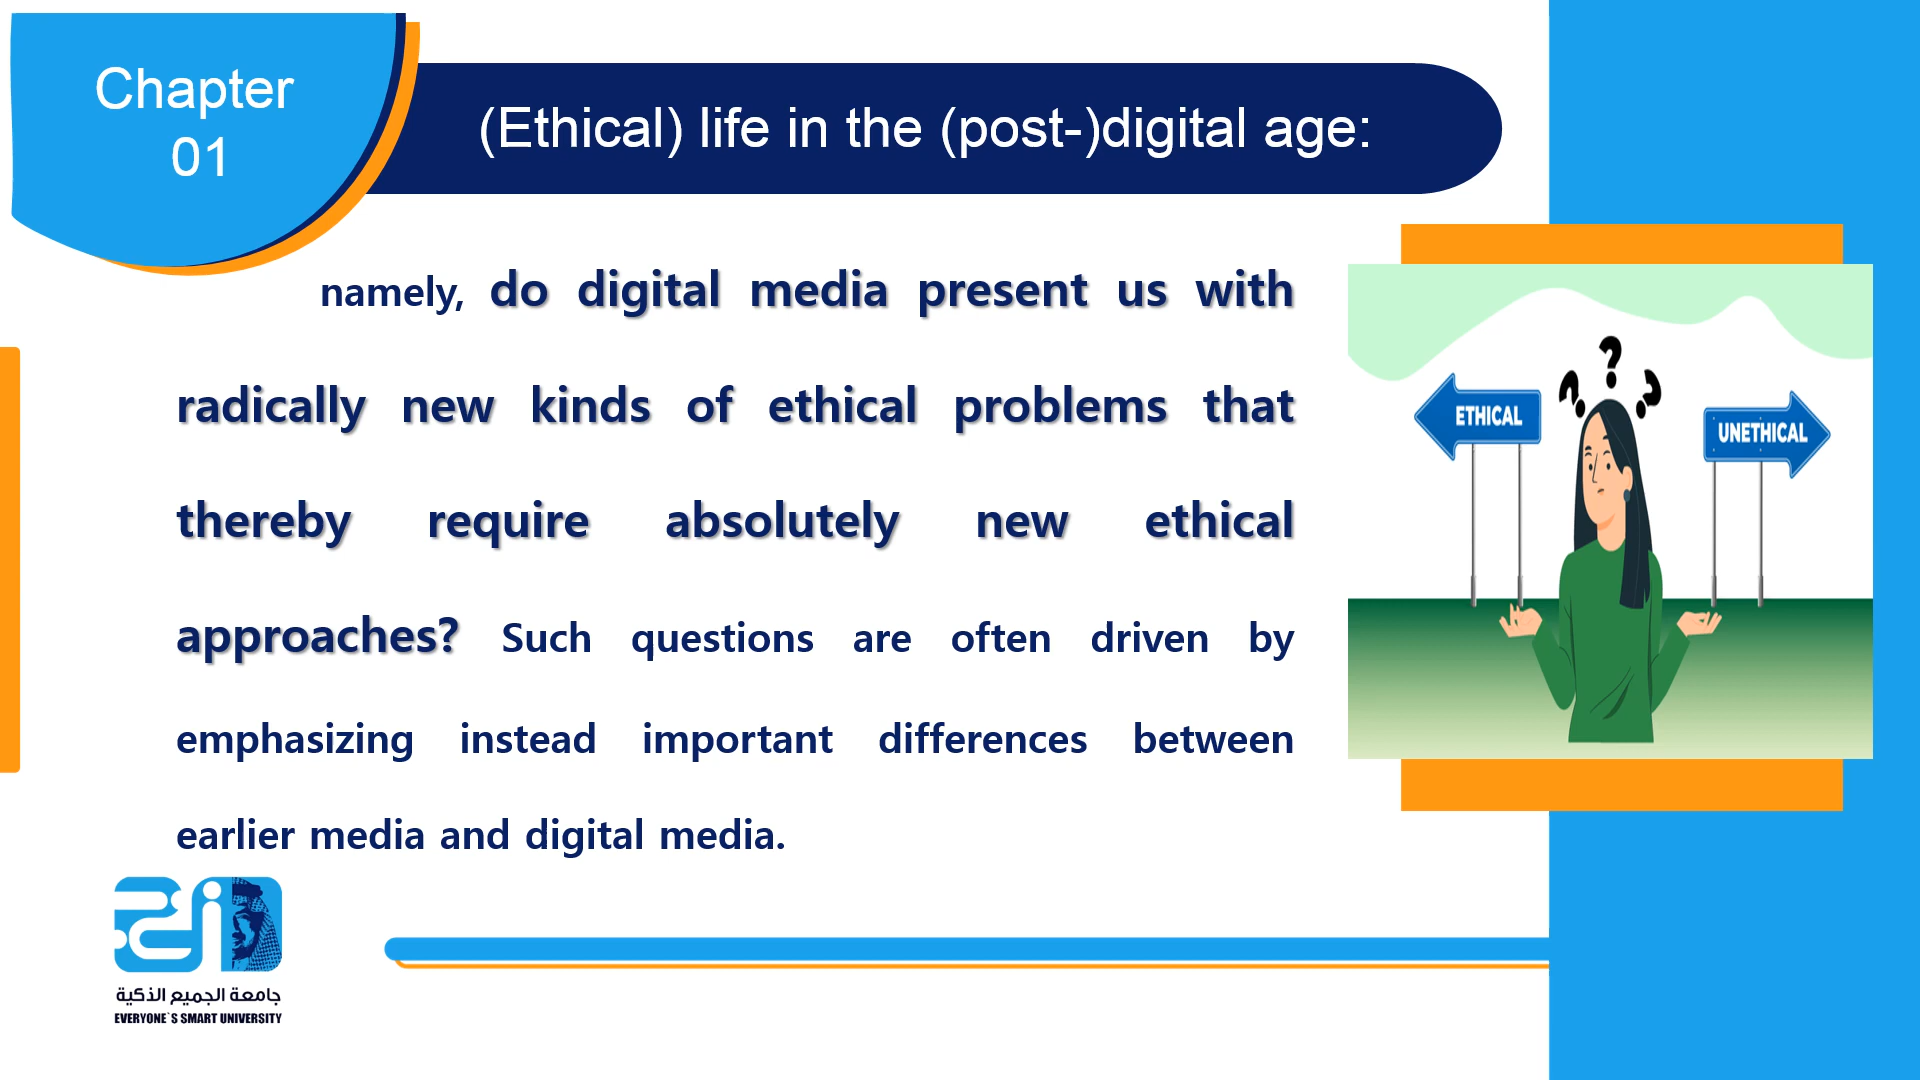 Chapter
01
(Ethical) life in the (post-)digital age:
namely, do digital media present us with
radically new kinds of ethical problems that
thereby require absolutely new ethical
approaches? Such questions are often driven by
emphasizing instead important differences between
earlier media and digital media.
?
? ?
ETHICAL
UNETHICAL
جامعة الجميع الذكية
EVERYONE`S SMART UNIVERSITY